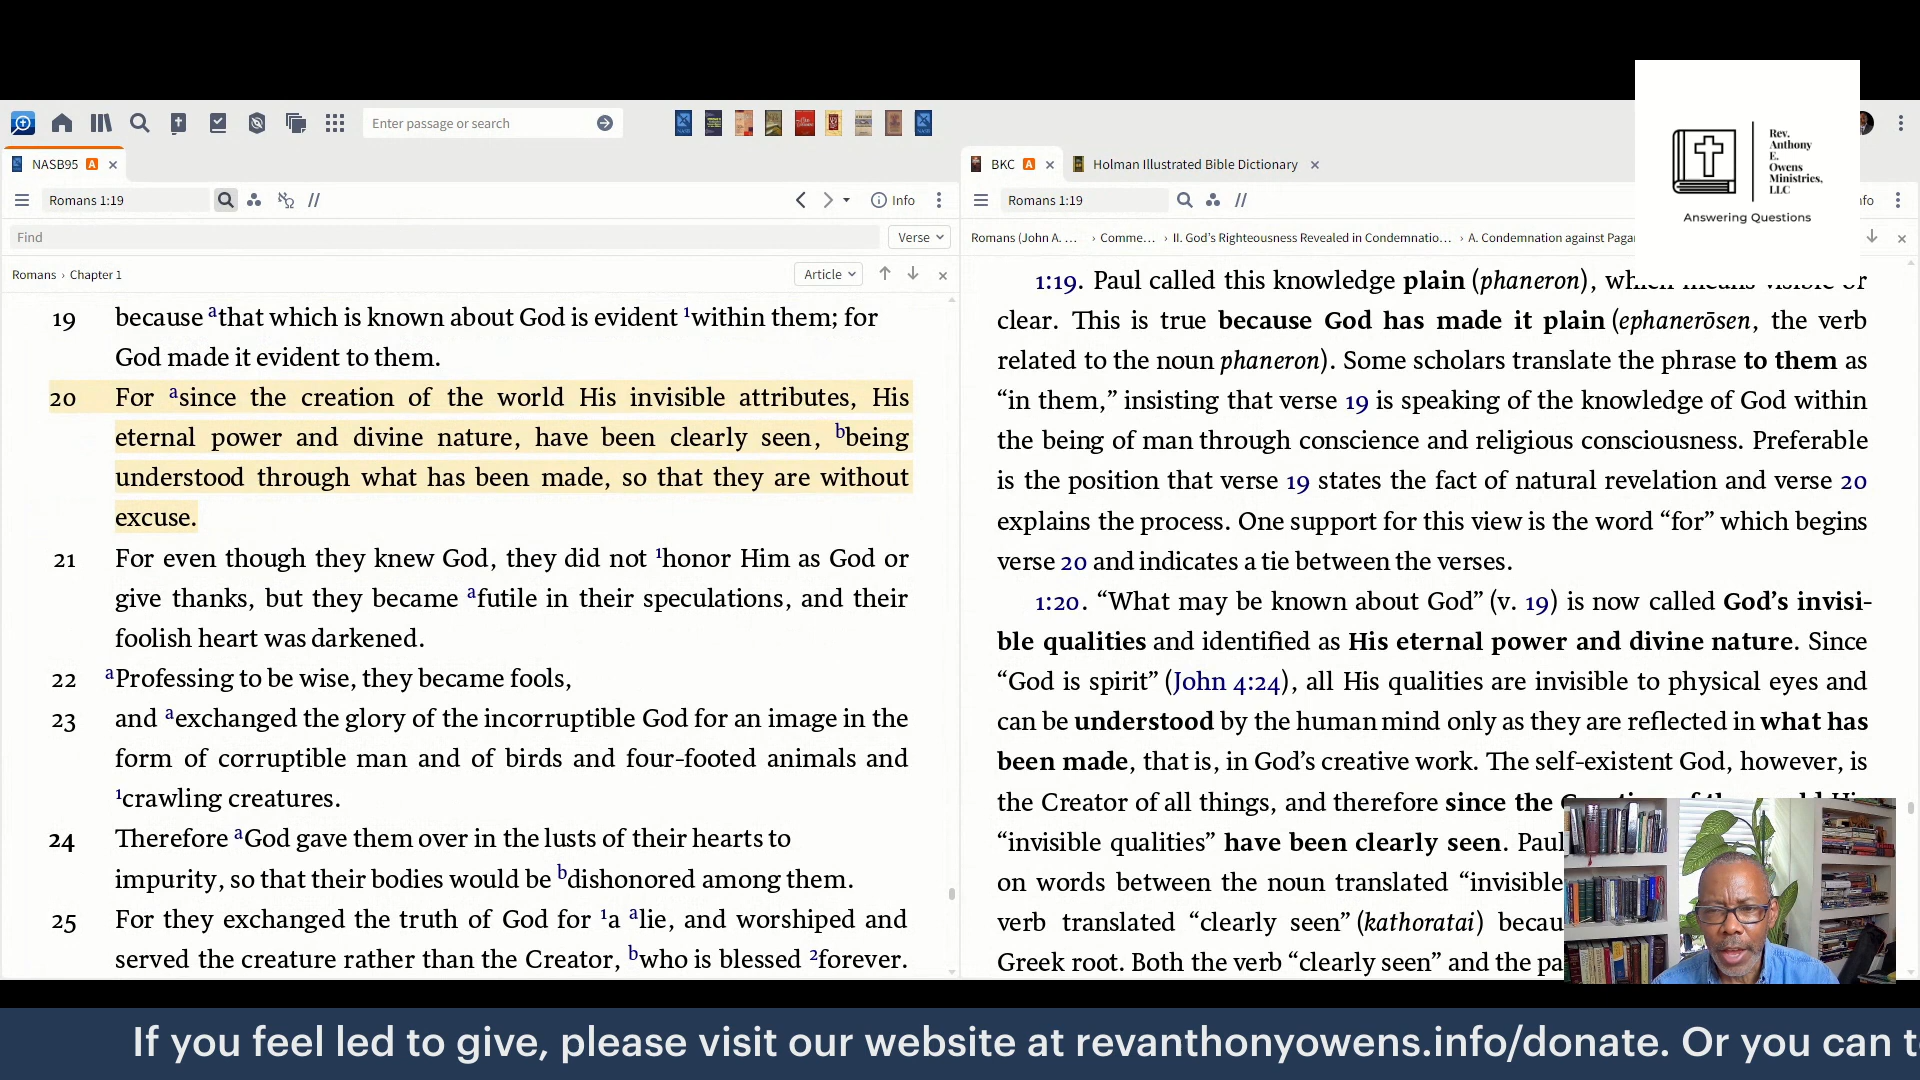 Rev.
Anthony
E.
Owens
Ministries,
LLC
Answering Questions
Enter passage or search
NASB95 A
Romans 1:19
Info
Find
Verse
Romans › Chapter 1
Article
19 because ᵃthat which is known about God is evident ¹within them; for
God made it evident to them.
20 For ᵃsince the creation of the world His invisible attributes, His
eternal power and divine nature, have been clearly seen, ᵇbeing
understood through what has been made, so that they are without
excuse.
21 For even though they knew God, they did not ¹honor Him as God or
give thanks, but they became ᵃfutile in their speculations, and their
foolish heart was darkened.
22 ᵃProfessing to be wise, they became fools,
23 and ᵃexchanged the glory of the incorruptible God for an image in the
form of corruptible man and of birds and four-footed animals and
¹crawling creatures.
24 Therefore ᵃGod gave them over in the lusts of their hearts to
impurity, so that their bodies would be ᵇdishonored among them.
25 For they exchanged the truth of God for ¹a ᵃlie, and worshiped and
served the creature rather than the Creator, ᵇwho is blessed ²forever.
BKC A
Holman Illustrated Bible Dictionary
Romans 1:19
nfo
Romans (John A. ... › Comme... › II. God's Righteousness Revealed in Condemnatio... › A. Condemnation against Pagan
1:19. Paul called this knowledge plain (phaneron), which means visible or
clear. This is true because God has made it plain (ephanerōsen, the verb
related to the noun phaneron). Some scholars translate the phrase to them as
“in them,” insisting that verse 19 is speaking of the knowledge of God within
the being of man through conscience and religious consciousness. Preferable
is the position that verse 19 states the fact of natural revelation and verse 20
explains the process. One support for this view is the word “for” which begins
verse 20 and indicates a tie between the verses.
1:20. “What may be known about God” (v. 19) is now called God’s invisi-
ble qualities and identified as His eternal power and divine nature. Since
“God is spirit” (John 4:24), all His qualities are invisible to physical eyes and
can be understood by the human mind only as they are reflected in what has
been made, that is, in God’s creative work. The self-existent God, however, is
the Creator of all things, and therefore since the
“invisible qualities” have been clearly seen. Paul
on words between the noun translated “invisible
verb translated “clearly seen” (kathoratai) becau
Greek root. Both the verb “clearly seen” and the pa
If you feel led to give, please visit our website at revanthonyowens.info/donate. Or you can t